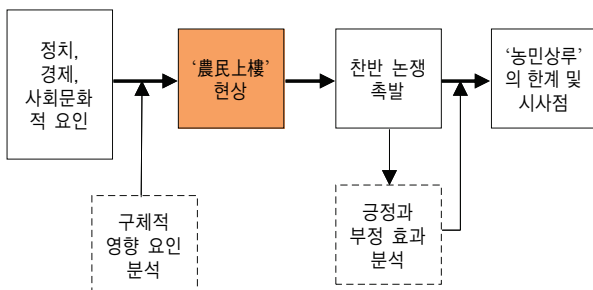 정치,
경제,
사회문화
적 요인
‘農民上樓’
현상
찬반 논쟁
촉발
‘농민상루’
의 한계 및
시사점
구체적
영향 요인
분석
긍정과
부정 효과
분석